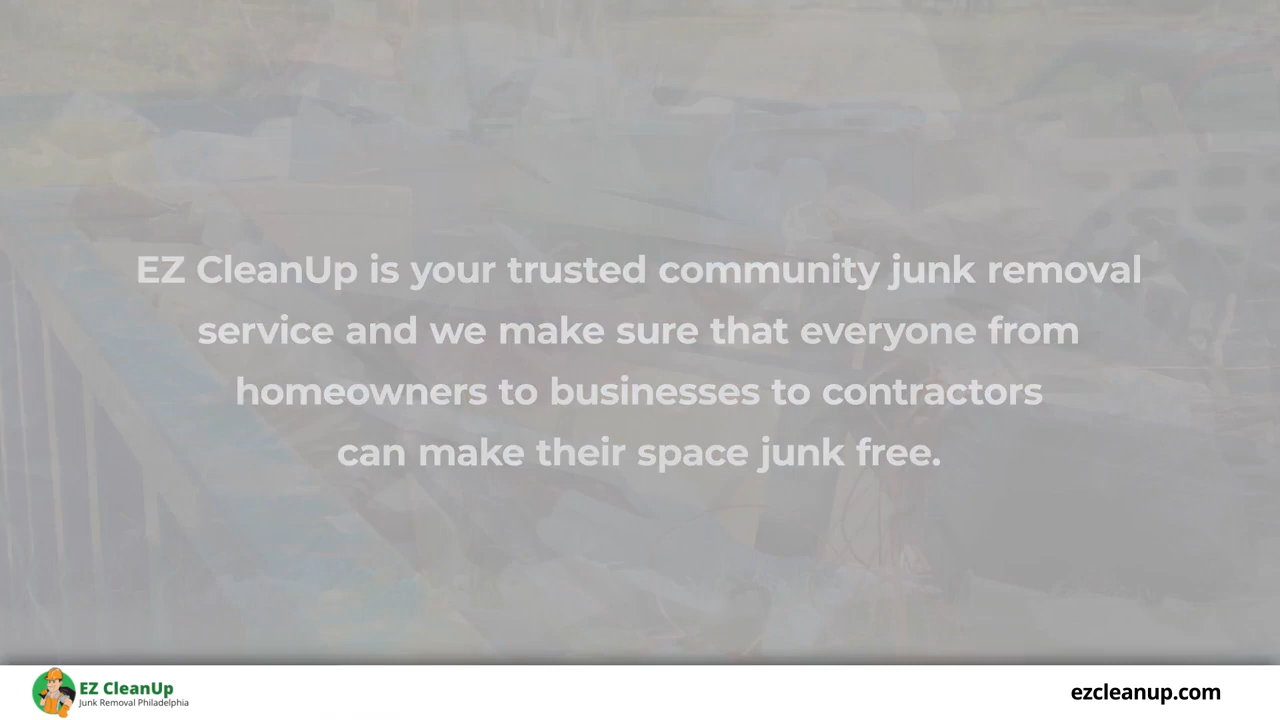 EZ CleanUp is your trusted community junk removal
service and we make sure that everyone from
homeowners to businesses to contractors
can make their space junk free.
EZ CleanUp
Junk Removal Philadelphia
ezcleanup.com